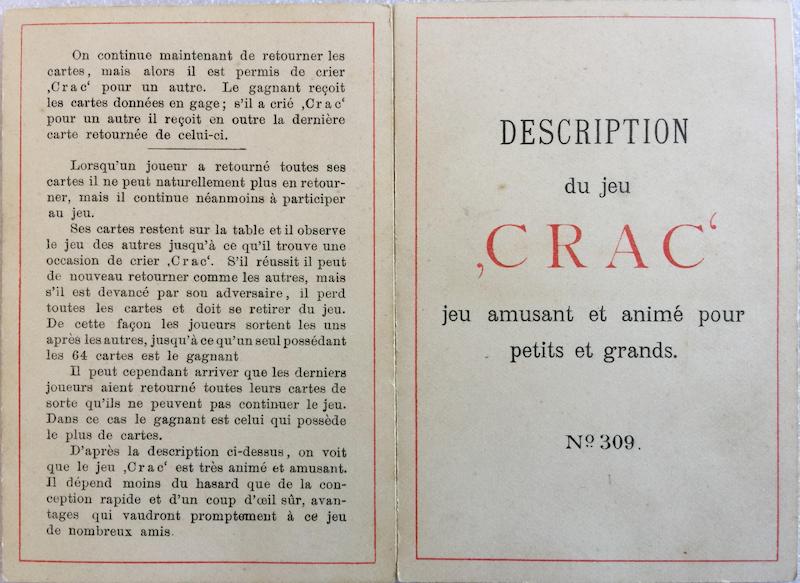 On continue maintenant de retourner les
cartes, mais alors il est permis de crier
‚Crac‘ pour un autre. Le gagnant reçoit
les cartes données en gage; s'il a crié ‚Crac‘
pour un autre il reçoit en outre la dernière
carte retournée de celui-ci.
Lorsqu'un joueur a retourné toutes ses
cartes il ne peut naturellement plus en retour-
ner, mais il continue néanmoins à participer
au jeu.
Ses cartes restent sur la table et il observe
le jeu des autres jusqu'à ce qu'il trouve une
occasion de crier ‚Crac‘. S'il réussit il peut
de nouveau retourner comme les autres, mais
s'il est devancé par son adversaire, il perd
toutes les cartes et doit se retirer du jeu.
De cette façon les joueurs sortent les uns
après les autres, jusqu'à ce qu'un seul possédant
les 64 cartes est le gagnant
Il peut cependant arriver que les derniers
joueurs aient retourné toutes leurs cartes de
sorte qu'ils ne peuvent pas continuer le jeu.
Dans ce cas le gagnant est celui qui possède
le plus de cartes.
D'après la description ci-dessus, on voit
que le jeu ‚Crac‘ est très animé et amusant.
Il dépend moins du hasard que de la con-
ception rapide et d'un coup d'œil sûr, avan-
tages qui vaudront promptement à ce jeu
de nombreux amis.
DESCRIPTION
du jeu
‚CRAC‘
jeu amusant et animé pour
petits et grands.
No 309.